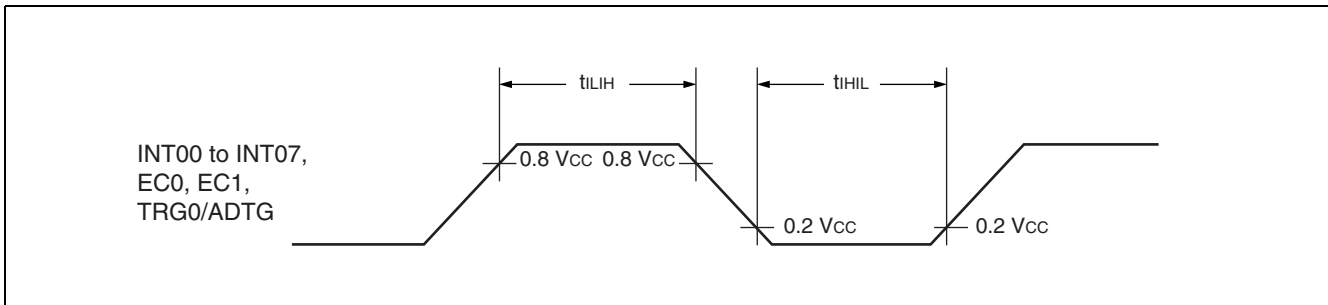 tILIH
tIHIL
INT00 to INT07,
EC0, EC1,
TRG0/ADTG
0.8 VCC 0.8 VCC
0.2 VCC
0.2 VCC